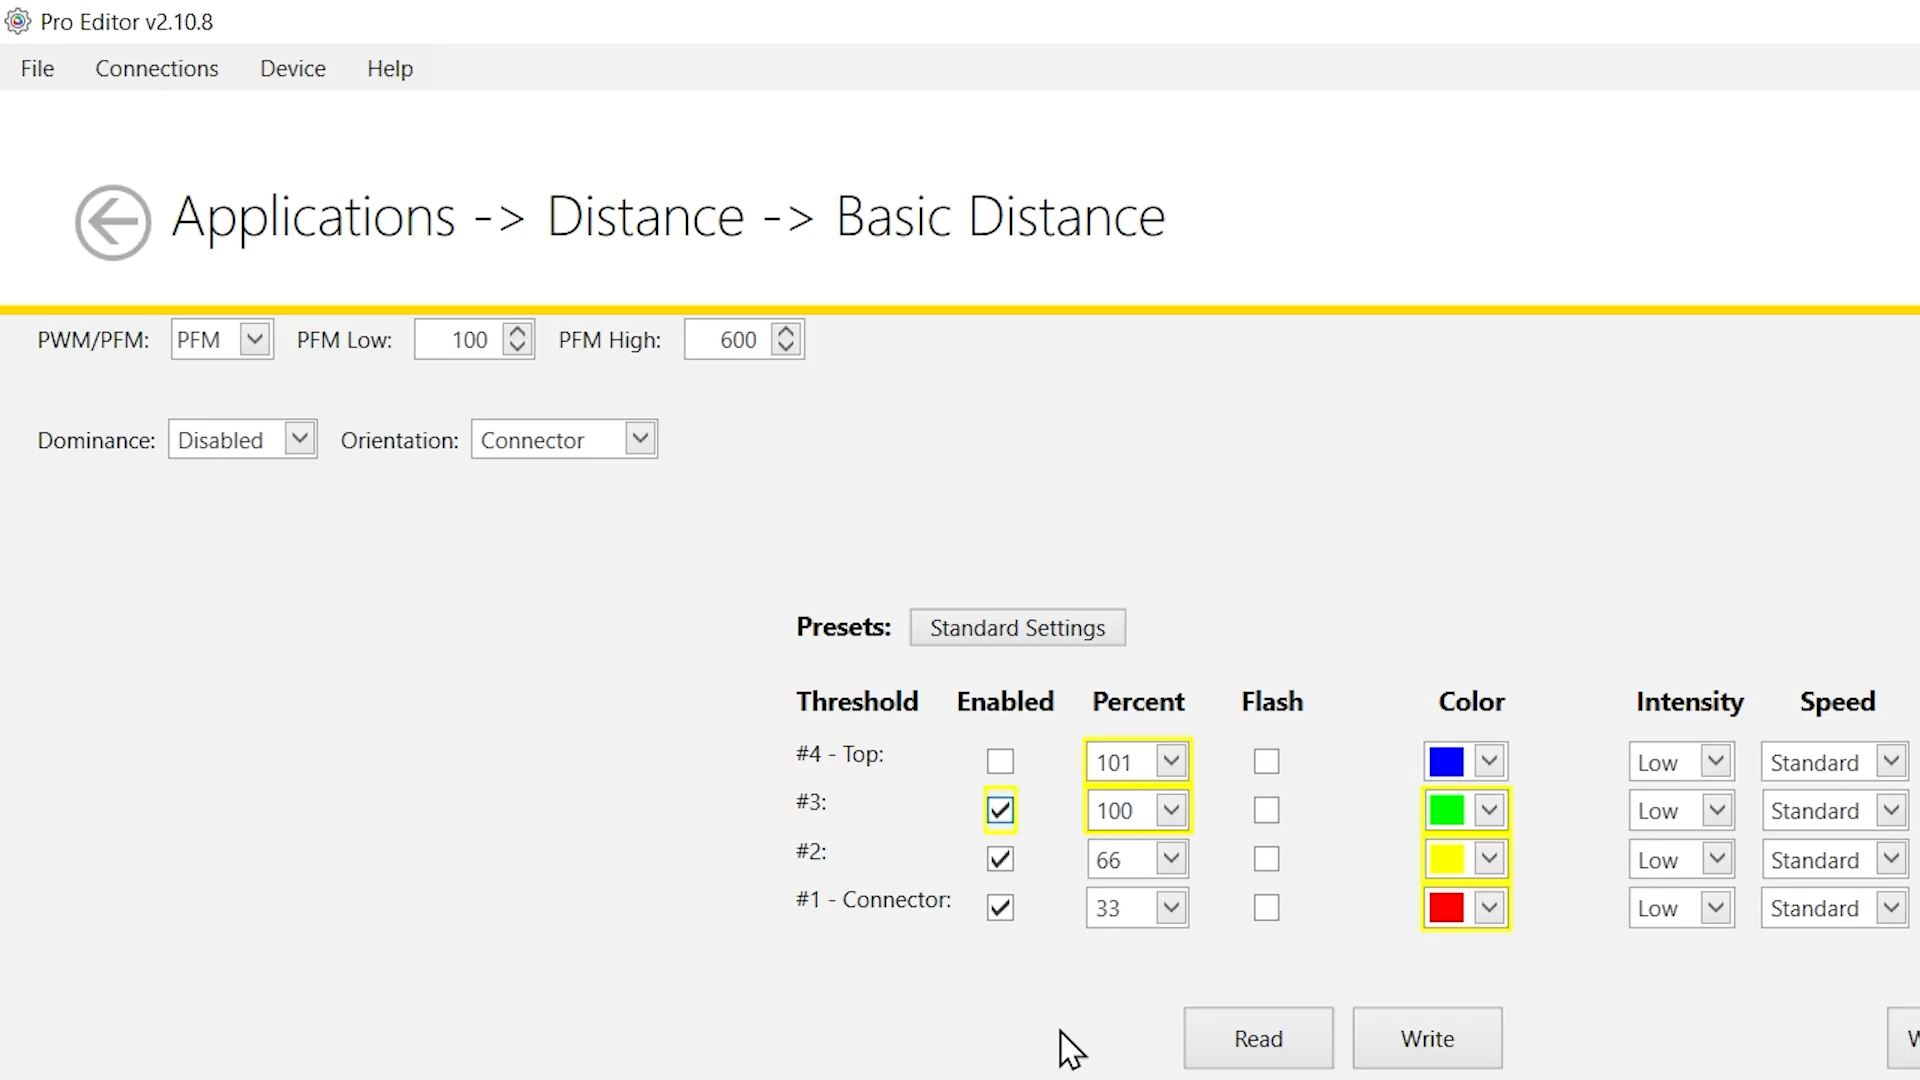 Pro Editor v2.10.8
File Connections Device Help
Applications -> Distance -> Basic Distance
PWM/PFM: PFM PFM Low: 100 PFM High: 600
Dominance: Disabled Orientation: Connector
Presets: Standard Settings
Threshold Enabled Percent Flash Color Intensity Speed
#4 - Top: 101 Low Standard
#3: 100 Low Standard
#2: 66 Low Standard
#1 - Connector: 33 Low Standard
Read Write